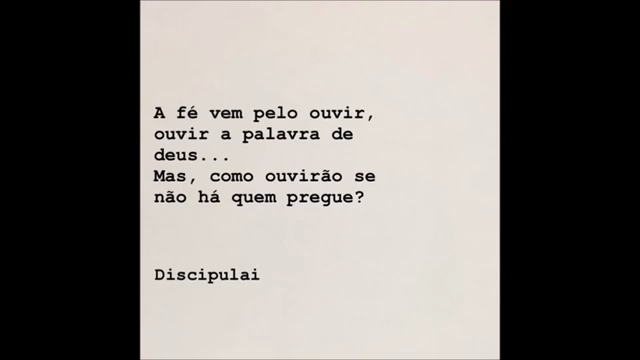 A fé vem pelo ouvir,
ouvir a palavra de
deus...
Mas, como ouvirão se
não há quem pregue?
Discipulai